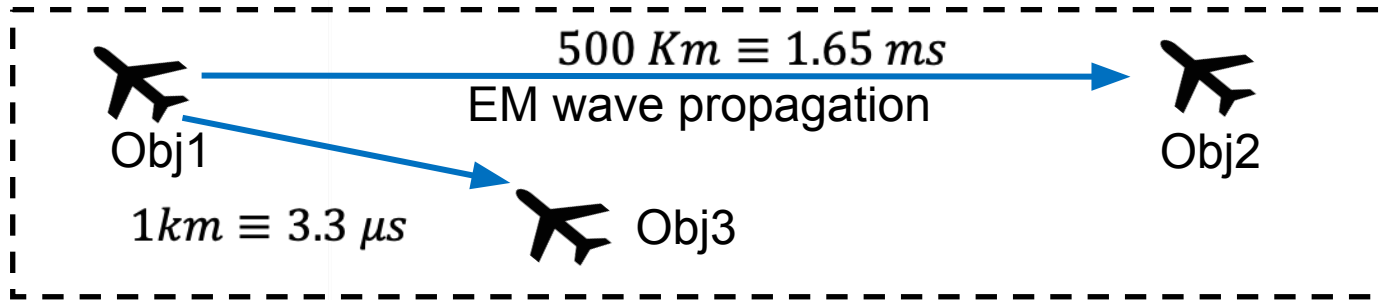 500 Km ≡ 1.65 ms
EM wave propagation
Obj1
Obj2
1km ≡ 3.3 μs
Obj3